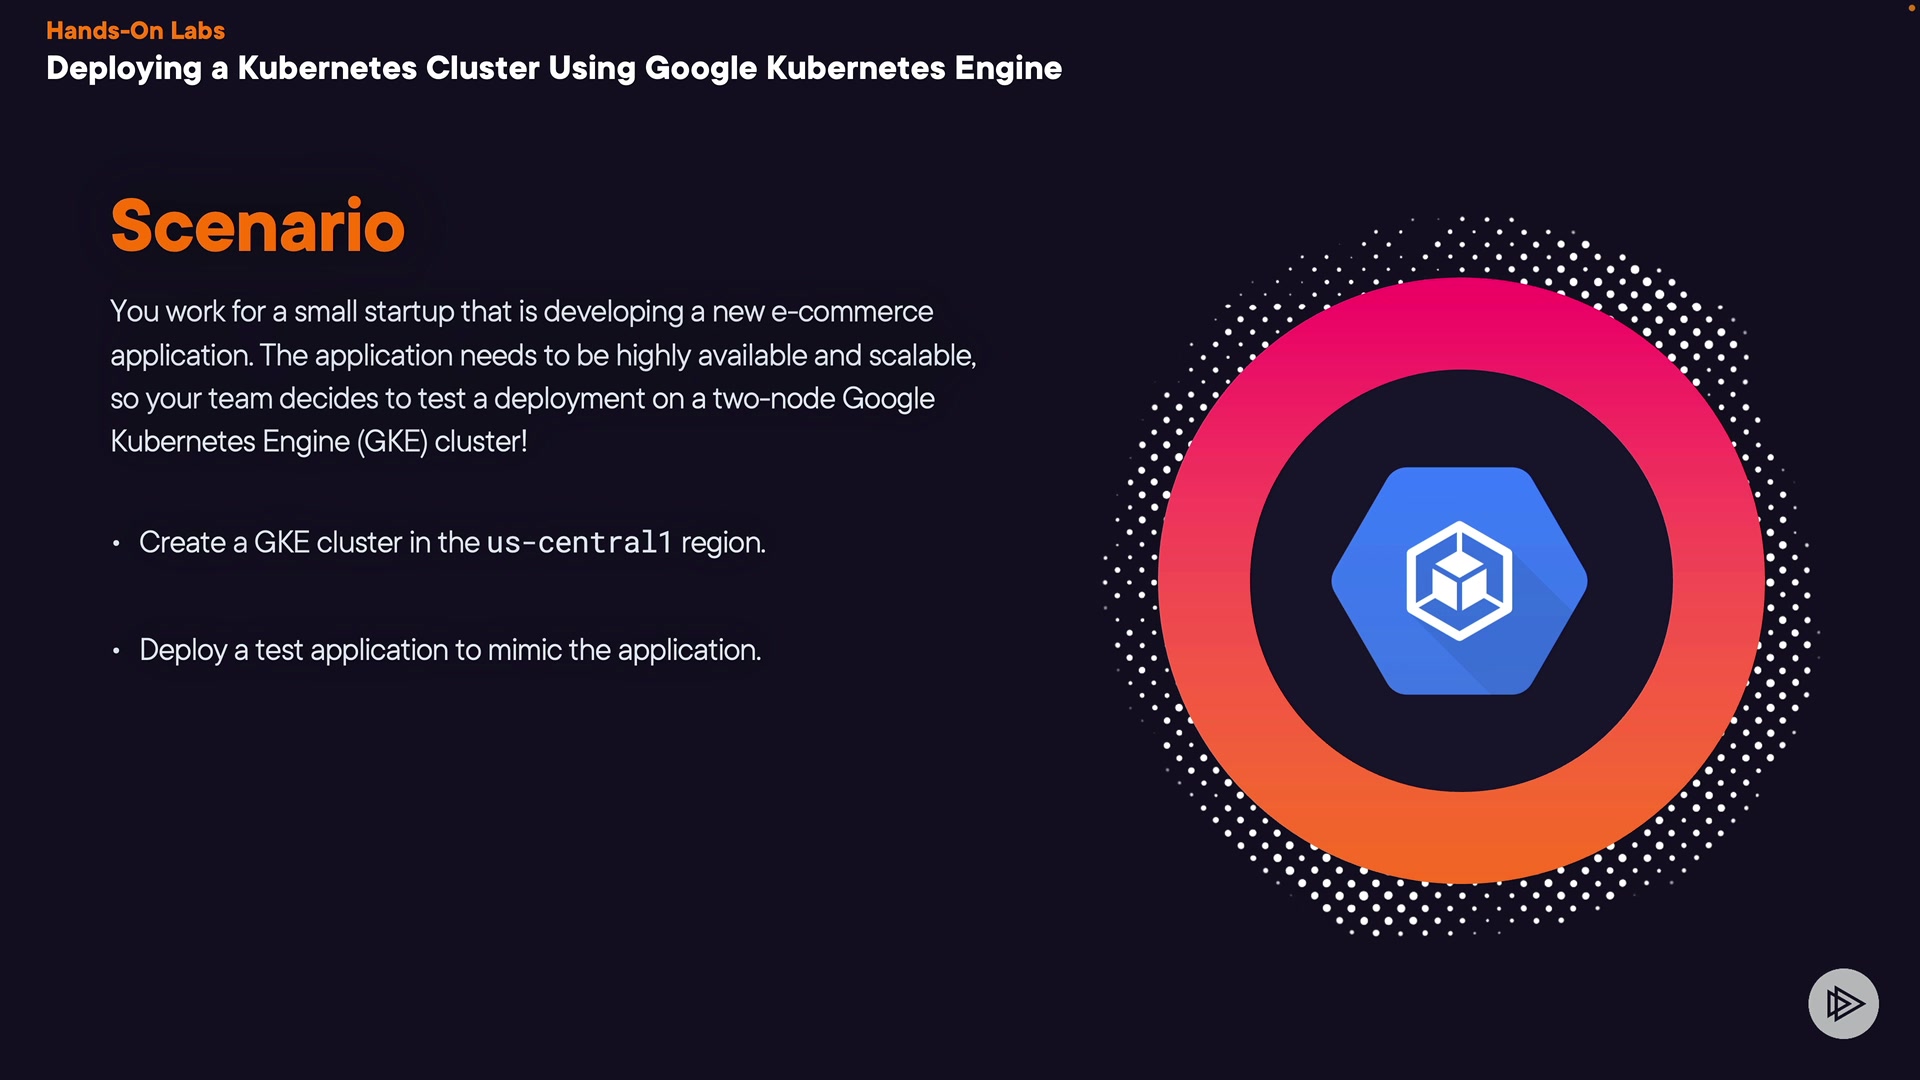 Hands-On Labs
Deploying a Kubernetes Cluster Using Google Kubernetes Engine
Scenario
You work for a small startup that is developing a new e-commerce
application. The application needs to be highly available and scalable,
so your team decides to test a deployment on a two-node Google
Kubernetes Engine (GKE) cluster!
• Create a GKE cluster in the us-central1 region.
• Deploy a test application to mimic the application.